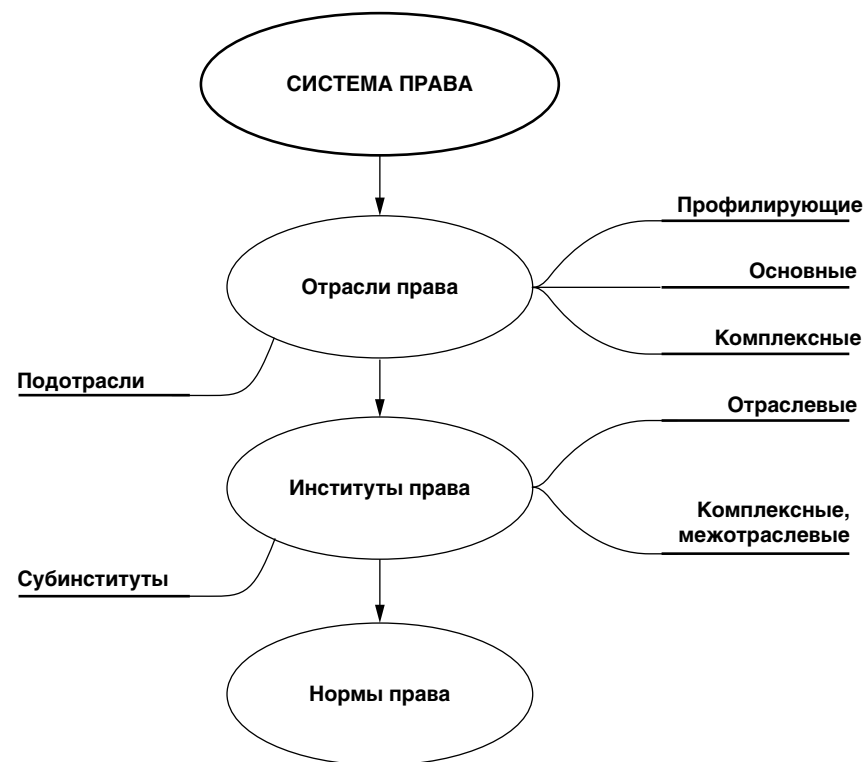 СИСТЕМА ПРАВА
Профилирующие
Отрасли права
Основные
Комплексные
Подотрасли
Отраслевые
Институты права
Комплексные,
межотраслевые
Субинституты
Нормы права